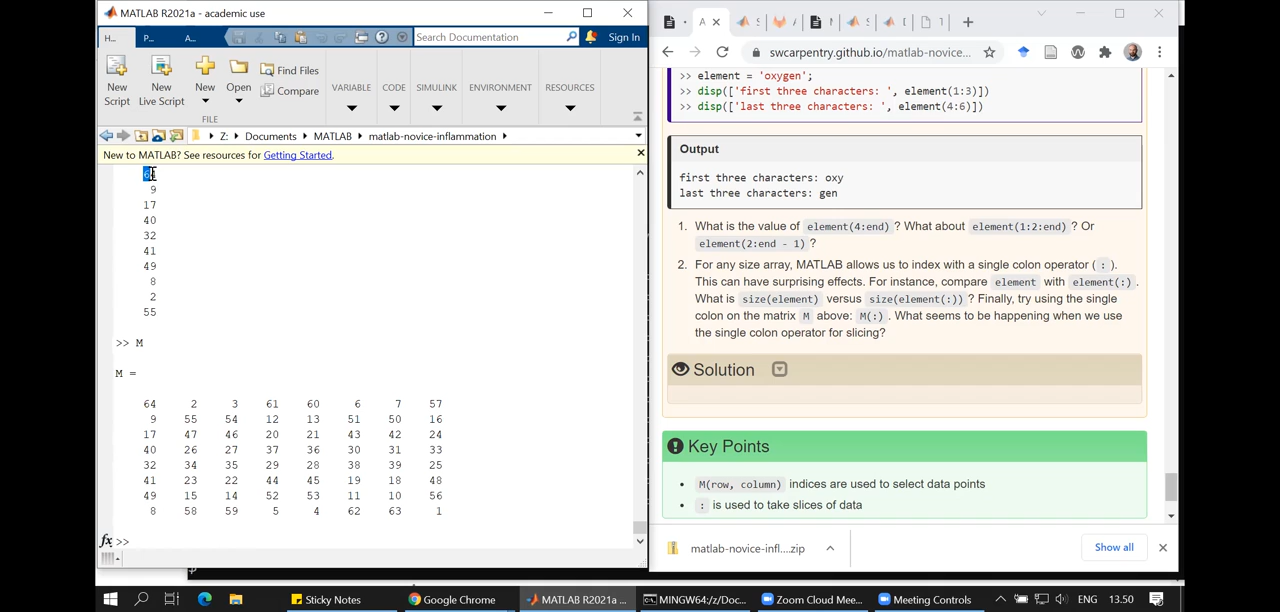 MATLAB R2021a - academic use
H... P... A... Search Documentation Sign In
New Script
New Live Script
New
Open
Find Files
Compare
FILE
VARIABLE
CODE
SIMULINK
ENVIRONMENT
RESOURCES
Z: Documents MATLAB matlab-novice-inflammation
New to MATLAB? See resources for Getting Started.
9
17
40
32
41
49
8
2
55
>> M
M =
64 2 3 61 60 6 7 57
9 55 54 12 13 51 50 16
17 47 46 20 21 43 42 24
40 26 27 37 36 30 31 33
32 34 35 29 28 38 39 25
41 23 22 44 45 19 18 48
49 15 14 52 53 11 10 56
8 58 59 5 4 62 63 1
fx >>
swcarpentry.github.io/matlab-novice...
>> element = 'oxygen';
>> disp(['first three characters: ', element(1:3)])
>> disp(['last three characters: ', element(4:6)])
Output
first three characters: oxy
last three characters: gen
1. What is the value of element(4:end) ? What about element(1:2:end) ? Or
element(2:end - 1) ?
2. For any size array, MATLAB allows us to index with a single colon operator ( : ).
This can have surprising effects. For instance, compare element with element(:) .
What is size(element) versus size(element(:)) ? Finally, try using the single
colon on the matrix M above: M(:) . What seems to be happening when we use
the single colon operator for slicing?
Solution
Key Points
• M(row, column) indices are used to select data points
• : is used to take slices of data
matlab-novice-infl....zip
Show all
Sticky Notes
Google Chrome
MATLAB R2021a ...
MINGW64:/z/Doc...
Zoom Cloud Mee...
Meeting Controls
ENG 13.50